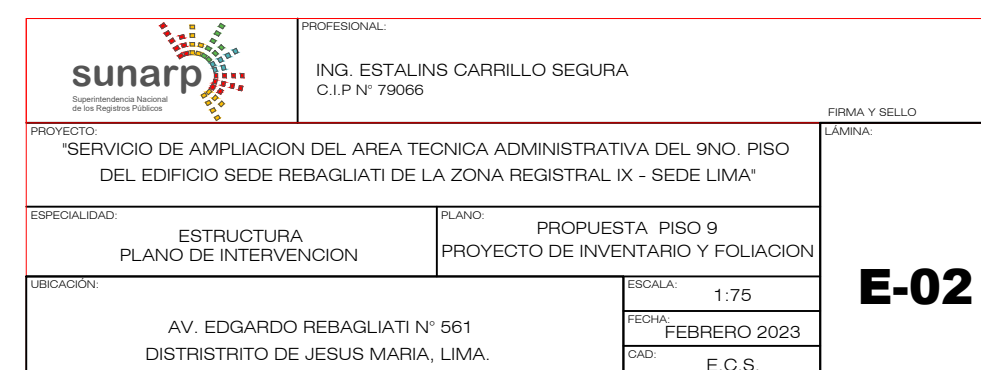 sunarp
Superintendencia Nacional
de los Registros Públicos
PROFESIONAL:
ING. ESTALINS CARRILLO SEGURA
C.I.P N° 79066
FIRMA Y SELLO
PROYECTO:
"SERVICIO DE AMPLIACION DEL AREA TECNICA ADMINISTRATIVA DEL 9NO. PISO
DEL EDIFICIO SEDE REBAGLIATI DE LA ZONA REGISTRAL IX - SEDE LIMA"
LÁMINA:
E-02
ESPECIALIDAD:
ESTRUCTURA
PLANO DE INTERVENCION
PLANO:
PROPUESTA PISO 9
PROYECTO DE INVENTARIO Y FOLIACION
UBICACIÓN:
AV. EDGARDO REBAGLIATI N° 561
DISTRISTRITO DE JESUS MARIA, LIMA.
ESCALA:
1:75
FECHA:
FEBRERO 2023
CAD:
E.C.S.